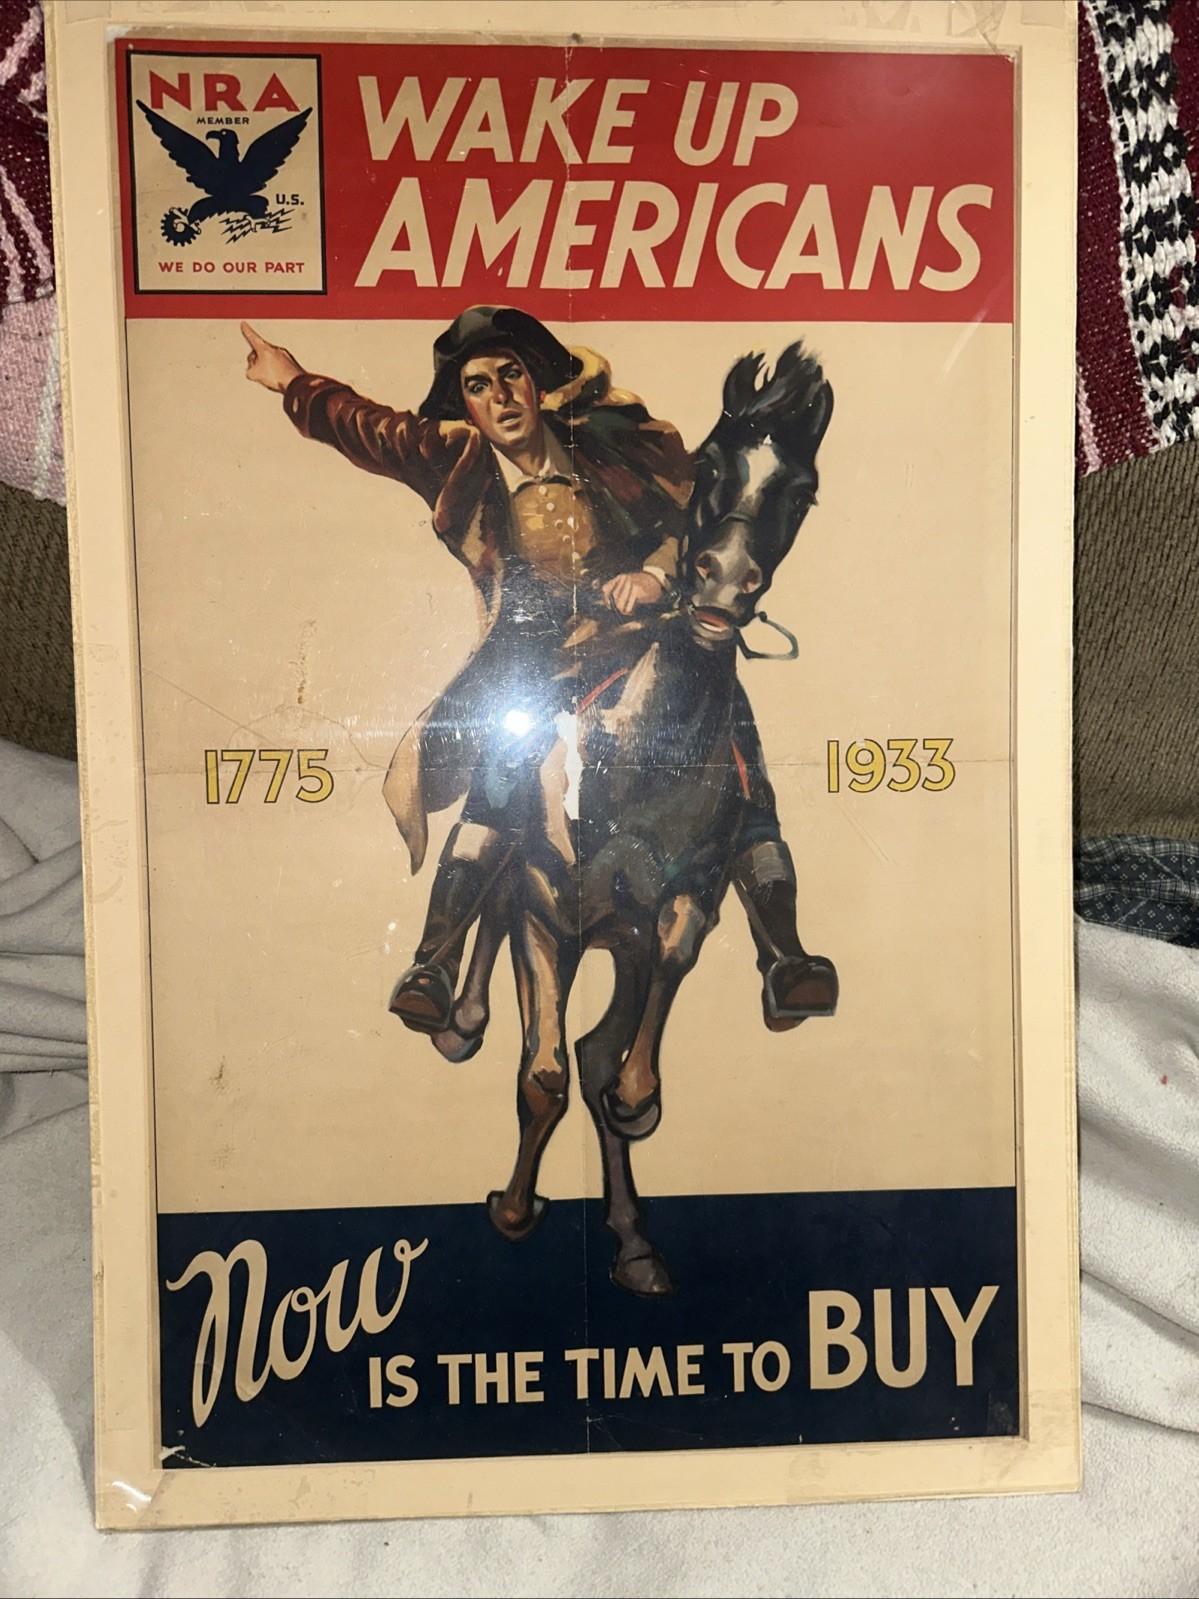 NRA
MEMBER
U.S.
WE DO OUR PART
WAKE UP
AMERICANS
1775
1933
Now IS THE TIME TO BUY